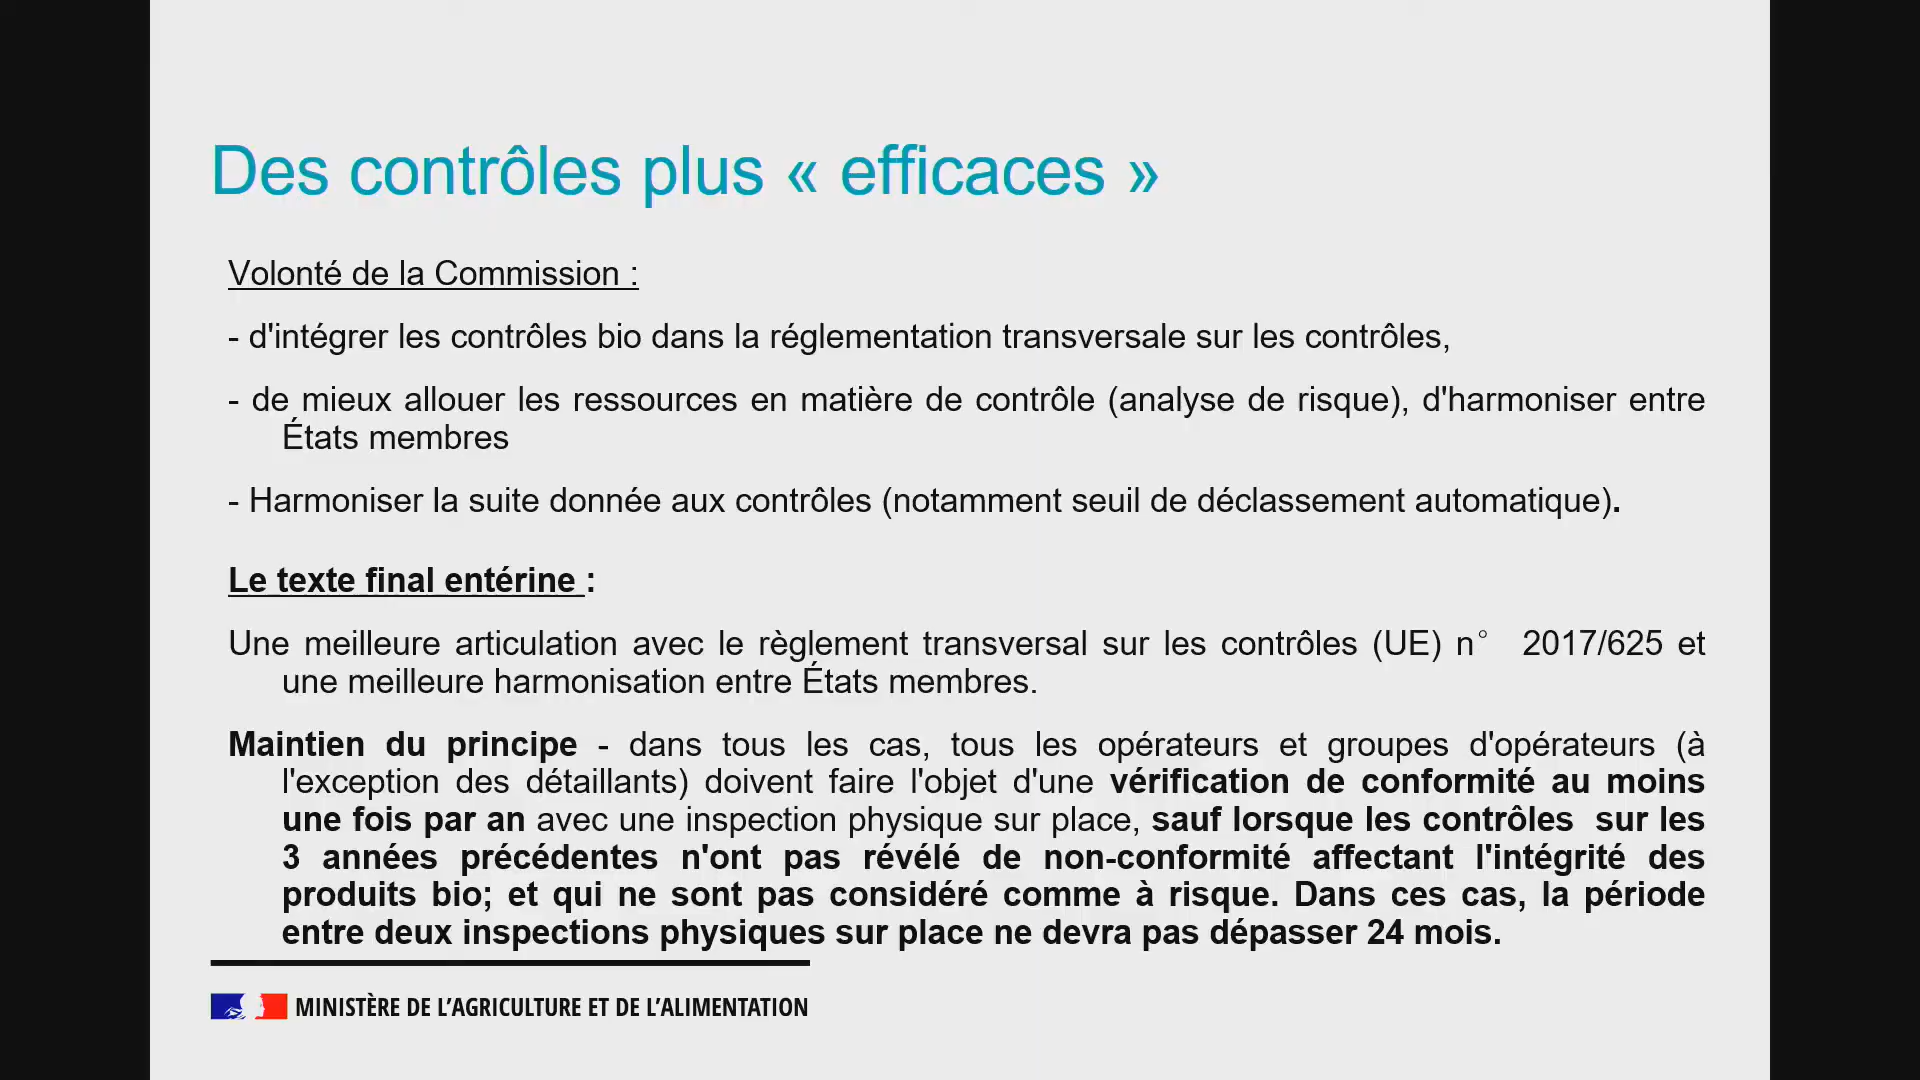 Des contrôles plus « efficaces »
Volonté de la Commission :
- d'intégrer les contrôles bio dans la réglementation transversale sur les contrôles,
- de mieux allouer les ressources en matière de contrôle (analyse de risque), d'harmoniser entre
États membres
- Harmoniser la suite donnée aux contrôles (notamment seuil de déclassement automatique).
Le texte final entérine :
Une meilleure articulation avec le règlement transversal sur les contrôles (UE) n° 2017/625 et
une meilleure harmonisation entre États membres.
Maintien du principe - dans tous les cas, tous les opérateurs et groupes d'opérateurs (à
l'exception des détaillants) doivent faire l'objet d'une vérification de conformité au moins
une fois par an avec une inspection physique sur place, sauf lorsque les contrôles sur les
3 années précédentes n'ont pas révélé de non-conformité affectant l'intégrité des
produits bio; et qui ne sont pas considéré comme à risque. Dans ces cas, la période
entre deux inspections physiques sur place ne devra pas dépasser 24 mois.
MINISTÈRE DE L'AGRICULTURE ET DE L'ALIMENTATION